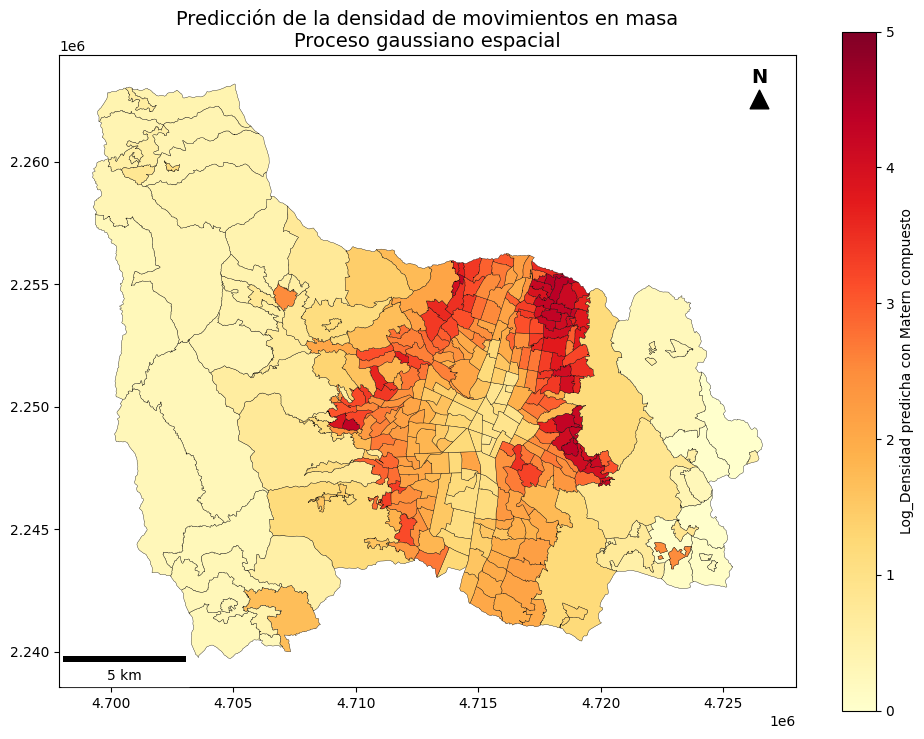 Predicción de la densidad de movimientos en masa
Proceso gaussiano espacial
1e6
N
2.260
2.255
2.250
2.245
2.240
5 km
4.700 4.705 4.710 4.715 4.720 4.725
1e6
5
4
3
2
1
0
Log_Densidad predicha con Matern compuesto